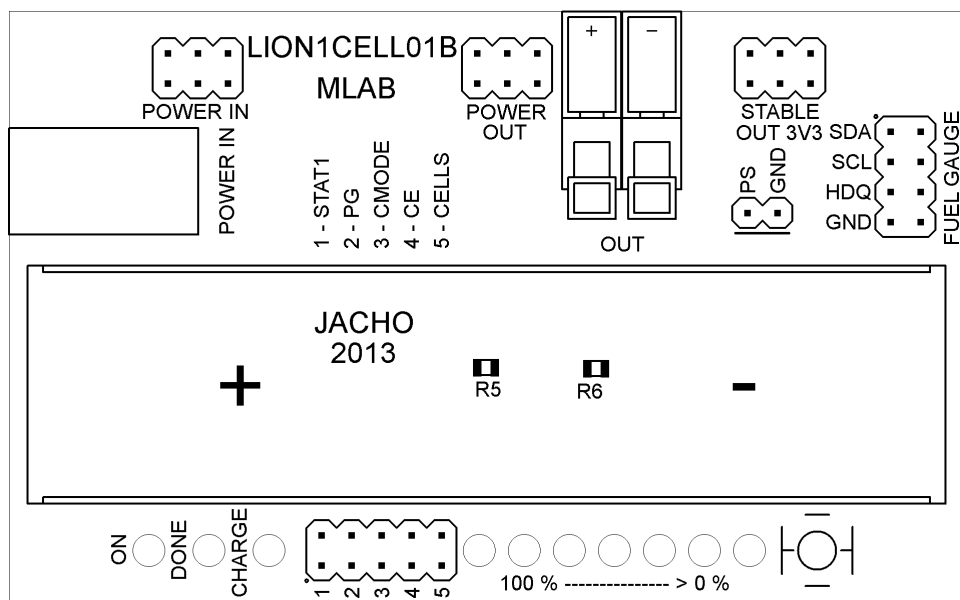 LION1CELL01B
MLAB
POWER IN
POWER
OUT
+ −
STABLE
OUT 3V3
POWER IN
1 - STAT1
2 - PG
3 - CMODE
4 - CE
5 - CELLS
OUT
PS
GND
SDA
SCL
HDQ
GND
FUEL GAUGE
JACHO
2013
+
R5
R6
-
ON
DONE
CHARGE
1 2 3 4 5
100 % -------------- > 0 %